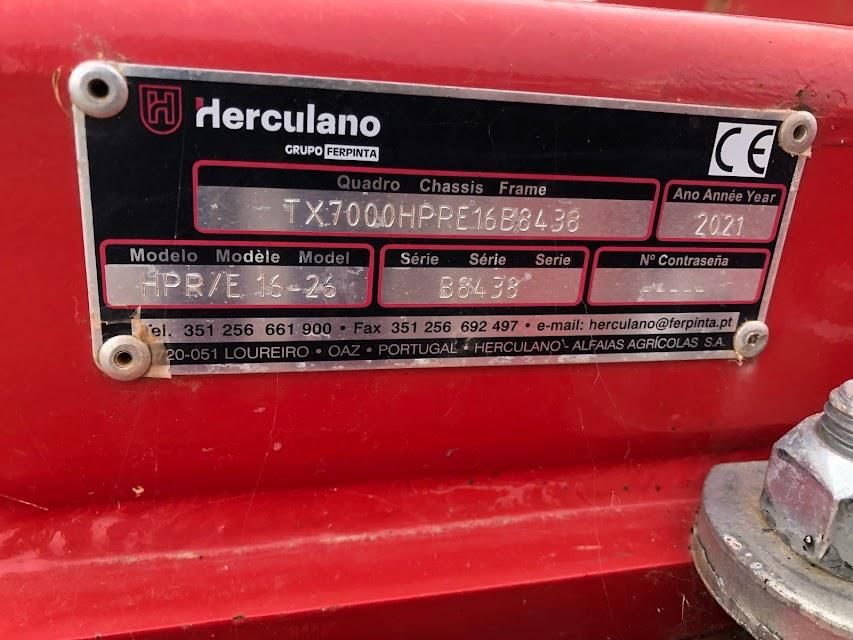 H Herculano
GRUPO FERPINTA
CE
Quadro Chassis Frame
TX7000HPRE16B8438
Ano Année Year
2021
Modelo Modèle Model
HPR/E 16-26
Série Série Serie
B8438
Nº Contraseña
-----
Tel. 351 256 661 900 • Fax 351 256 692 497 • e-mail: herculano@ferpinta.pt
720-051 LOUREIRO • OAZ • PORTUGAL • HERCULANO - ALFAIAS AGRÍCOLAS S.A.